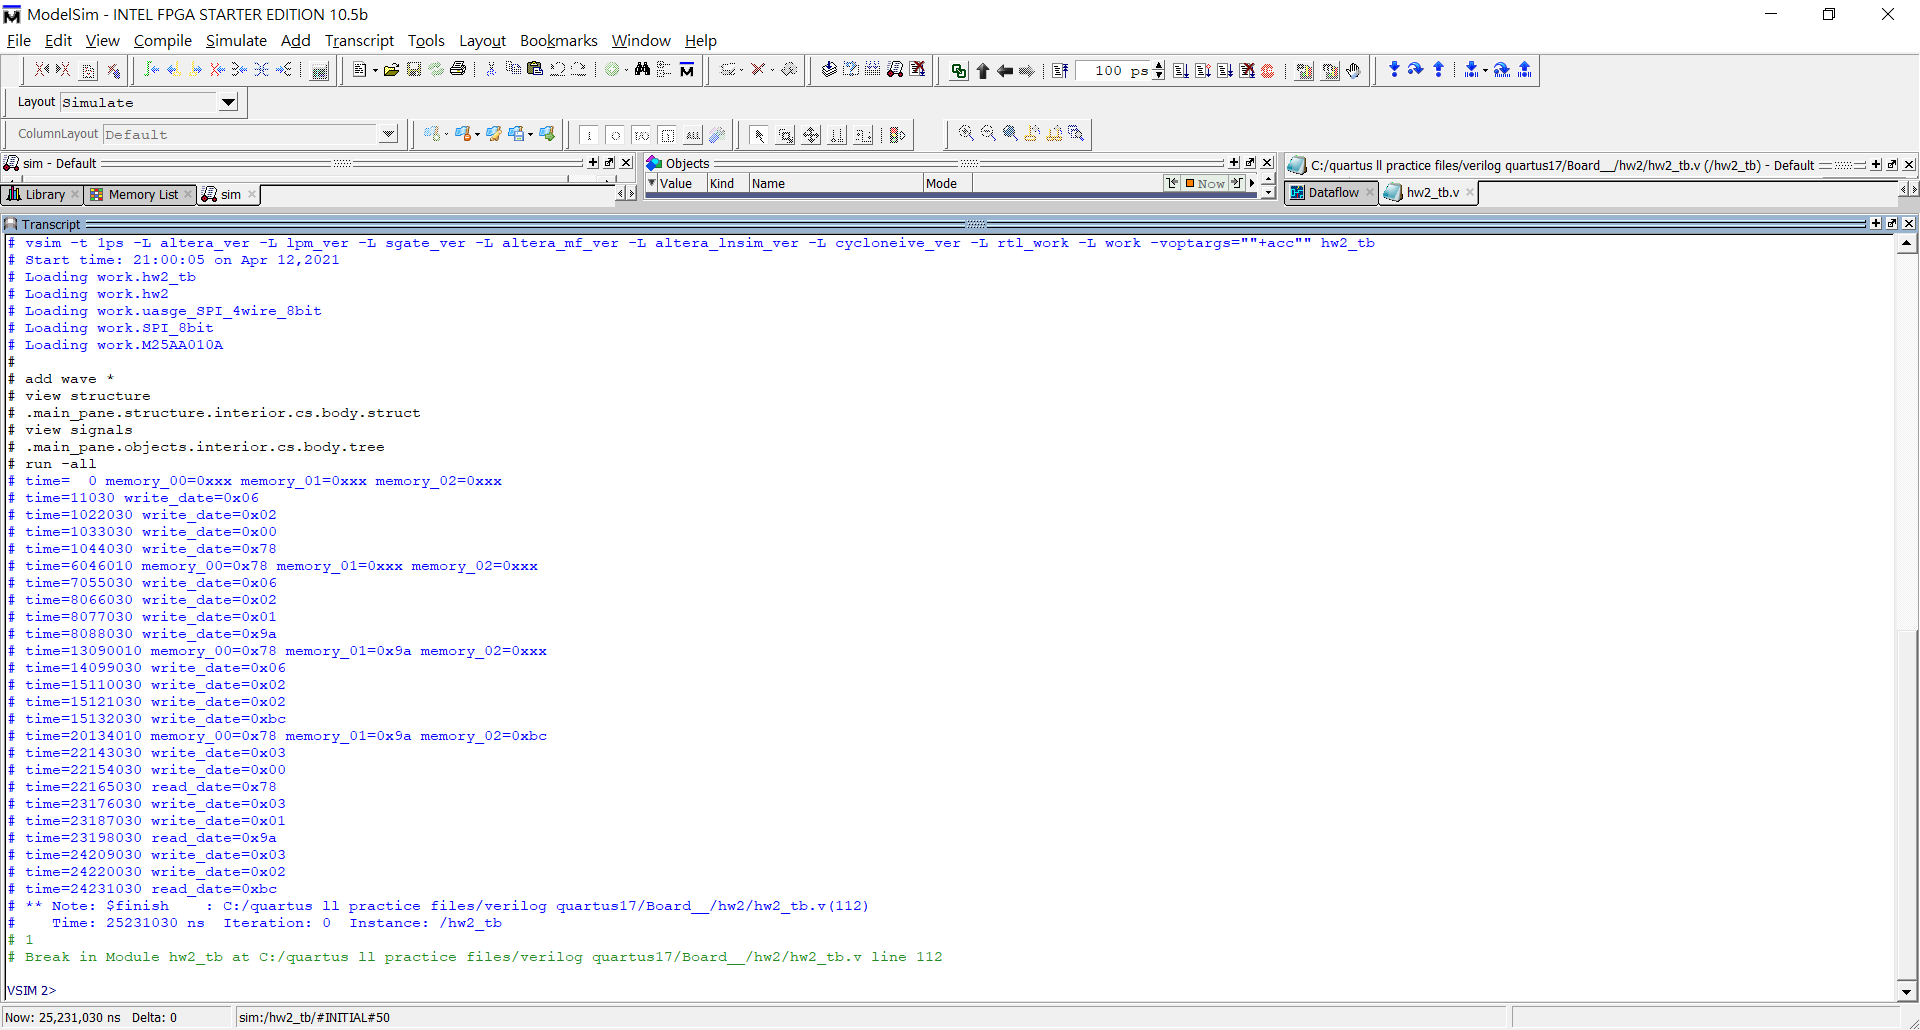 ModelSim - INTEL FPGA STARTER EDITION 10.5b
File Edit View Compile Simulate Add Transcript Tools Layout Bookmarks Window Help
100 ps
Layout Simulate
ColumnLayout Default
ALL
sim - Default
Objects
C:/quartus ll practice files/verilog quartus17/Board__/hw2/hw2_tb.v (/hw2_tb) - Default
Value Kind Name Mode Now
Library Memory List sim
Dataflow hw2_tb.v
Transcript
# vsim -t 1ps -L altera_ver -L lpm_ver -L sgate_ver -L altera_mf_ver -L altera_lnsim_ver -L cycloneive_ver -L rtl_work -L work -voptargs=""+acc"" hw2_tb
# Start time: 21:00:05 on Apr 12,2021
# Loading work.hw2_tb
# Loading work.hw2
# Loading work.uasge_SPI_4wire_8bit
# Loading work.SPI_8bit
# Loading work.M25AA010A
#
# add wave *
# view structure
# .main_pane.structure.interior.cs.body.struct
# view signals
# .main_pane.objects.interior.cs.body.tree
# run -all
# time=  0 memory_00=0xxx memory_01=0xxx memory_02=0xxx
# time=11030 write_date=0x06
# time=1022030 write_date=0x02
# time=1033030 write_date=0x00
# time=1044030 write_date=0x78
# time=6046010 memory_00=0x78 memory_01=0xxx memory_02=0xxx
# time=7055030 write_date=0x06
# time=8066030 write_date=0x02
# time=8077030 write_date=0x01
# time=8088030 write_date=0x9a
# time=13090010 memory_00=0x78 memory_01=0x9a memory_02=0xxx
# time=14099030 write_date=0x06
# time=15110030 write_date=0x02
# time=15121030 write_date=0x02
# time=15132030 write_date=0xbc
# time=20134010 memory_00=0x78 memory_01=0x9a memory_02=0xbc
# time=22143030 write_date=0x03
# time=22154030 write_date=0x00
# time=22165030 read_date=0x78
# time=23176030 write_date=0x03
# time=23187030 write_date=0x01
# time=23198030 read_date=0x9a
# time=24209030 write_date=0x03
# time=24220030 write_date=0x02
# time=24231030 read_date=0xbc
# ** Note: $finish    : C:/quartus ll practice files/verilog quartus17/Board__/hw2/hw2_tb.v(112)
#    Time: 25231030 ns  Iteration: 0  Instance: /hw2_tb
# 1
# Break in Module hw2_tb at C:/quartus ll practice files/verilog quartus17/Board__/hw2/hw2_tb.v line 112
VSIM 2>
Now: 25,231,030 ns Delta: 0 sim:/hw2_tb/#INITIAL#50